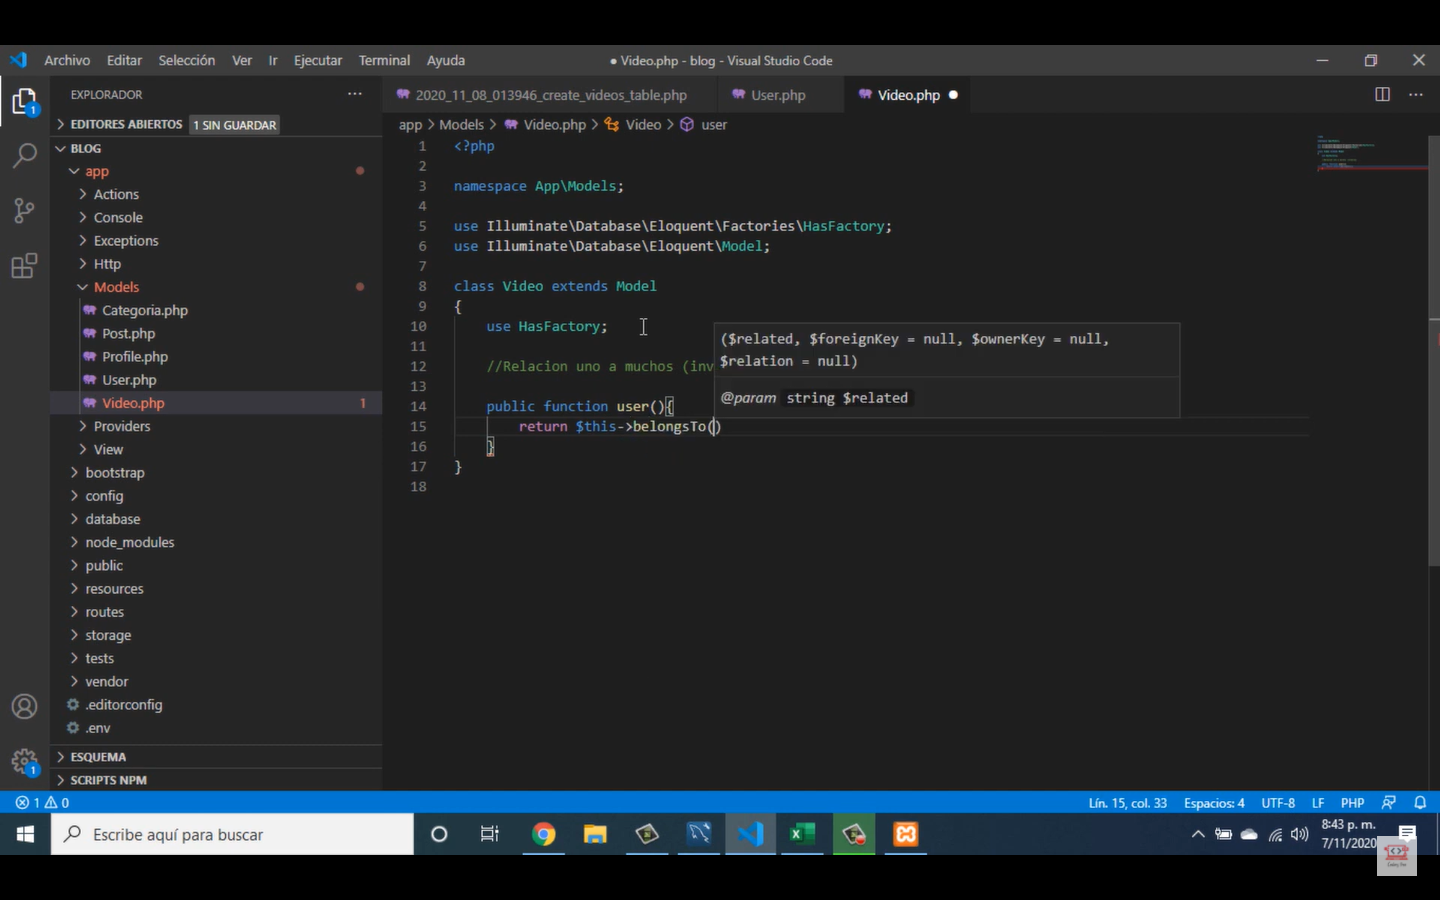 Archivo Editar Selección Ver Ir Ejecutar Terminal Ayuda
● Video.php - blog - Visual Studio Code
EXPLORADOR
2020_11_08_013946_create_videos_table.php
User.php
Video.php
EDITORES ABIERTOS 1 SIN GUARDAR
app > Models > Video.php > Video > user
BLOG
app
Actions
Console
Exceptions
Http
Models
Categoria.php
Post.php
Profile.php
User.php
Video.php 1
Providers
View
bootstrap
config
database
node_modules
public
resources
routes
storage
tests
vendor
.editorconfig
.env
ESQUEMA
SCRIPTS NPM
1 <?php
2
3 namespace App\Models;
4
5 use Illuminate\Database\Eloquent\Factories\HasFactory;
6 use Illuminate\Database\Eloquent\Model;
7
8 class Video extends Model
9 {
10 use HasFactory;
11
12 //Relacion uno a muchos (inv
13
14 public function user(){
15 return $this->belongsTo()
16 }
17 }
18
($related, $foreignKey = null, $ownerKey = null,
$relation = null)
@param string $related
1
1
1 0
Lín. 15, col. 33 Espacios: 4 UTF-8 LF PHP
Escribe aquí para buscar
8:43 p. m.
7/11/2020